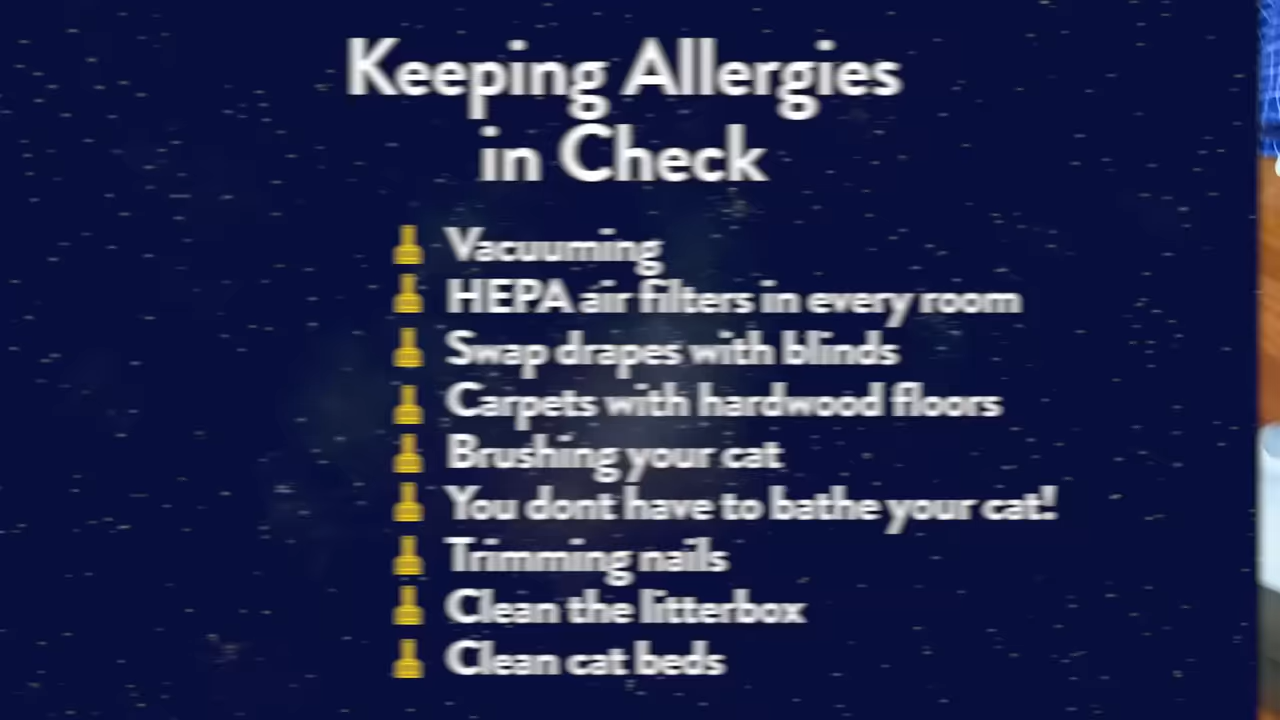 Keeping Allergies
in Check
Vacuuming
HEPA air filters in every room
Swap drapes with blinds
Carpets with hardwood floors
Brushing your cat
You dont have to bathe your cat!
Trimming nails
Clean the litterbox
Clean cat beds